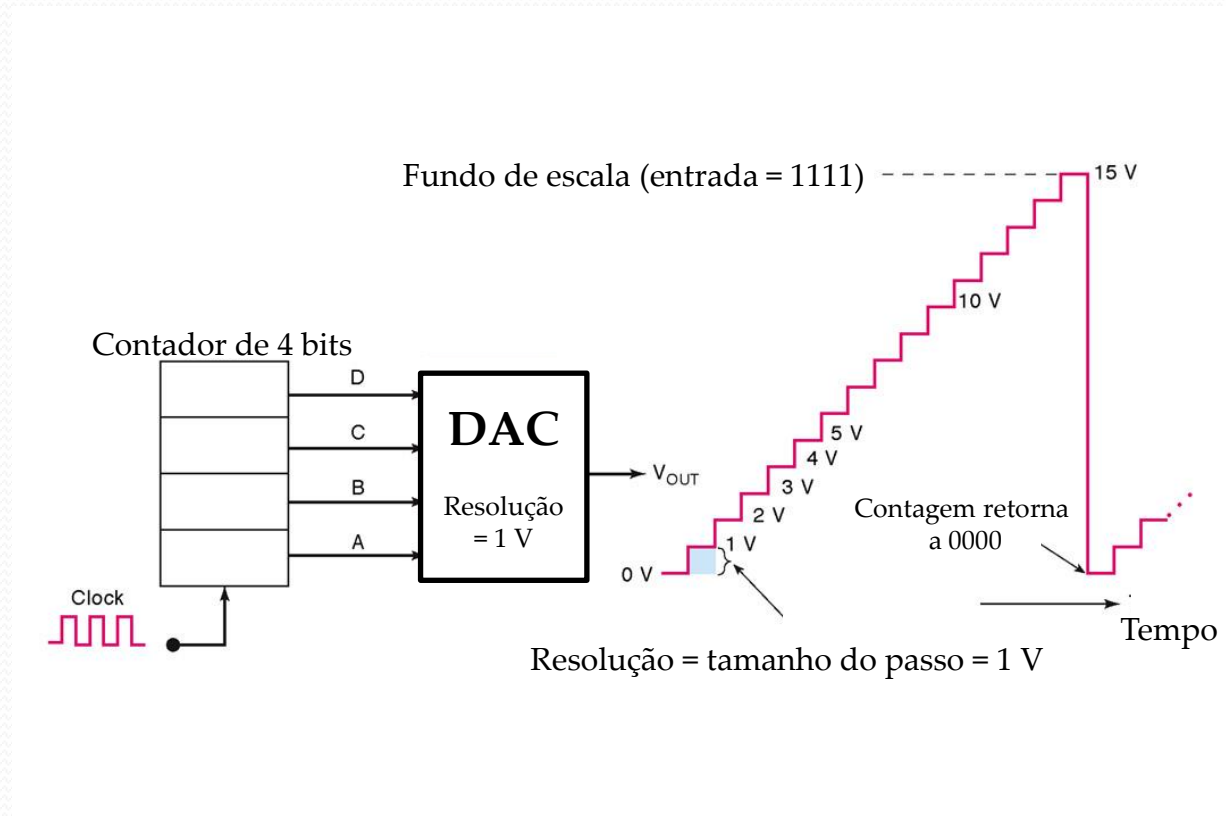 Fundo de escala (entrada = 1111)
15 V
10 V
Contador de 4 bits
D
C
B
A
DAC
Resolução
= 1 V
V_OUT
5 V
4 V
3 V
2 V
1 V
0 V
Contagem retorna
a 0000
Clock
Tempo
Resolução = tamanho do passo = 1 V